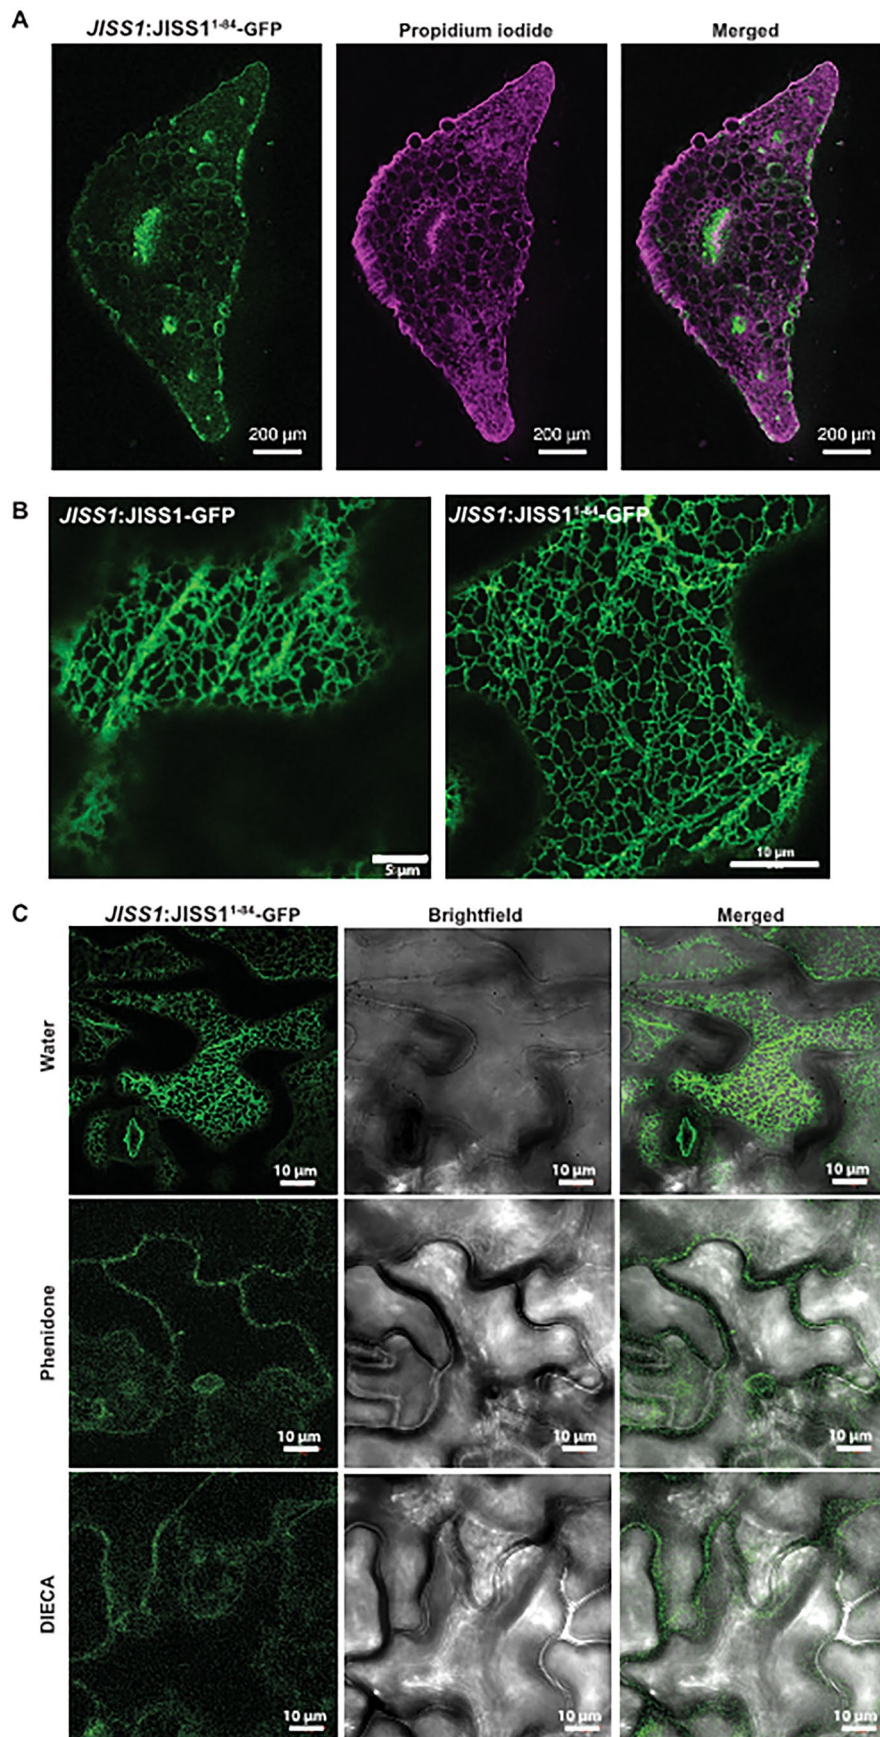 A
JISS1:JISS1¹⁻⁸⁴-GFP Propidium iodide Merged
200 µm 200 µm 200 µm
B
JISS1:JISS1-GFP JISS1:JISS1¹⁻⁸⁴-GFP
5 µm 10 µm
C
JISS1:JISS1¹⁻⁸⁴-GFP Brightfield Merged
Water
10 µm 10 µm 10 µm
Phenidone
10 µm 10 µm 10 µm
DIECA
10 µm 10 µm 10 µm